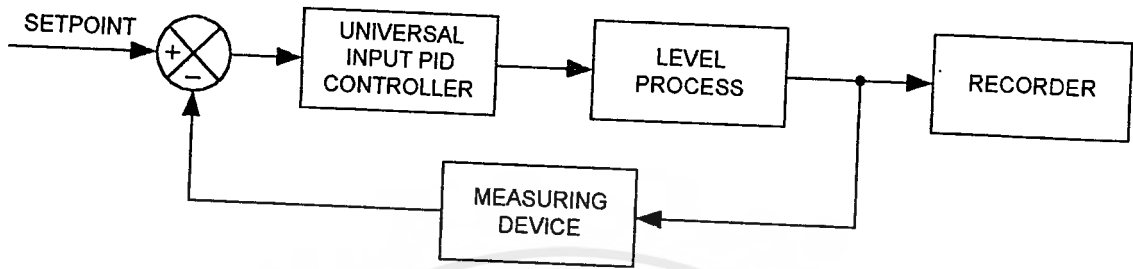 SETPOINT
+
−
UNIVERSAL
INPUT PID
CONTROLLER
LEVEL
PROCESS
RECORDER
MEASURING
DEVICE